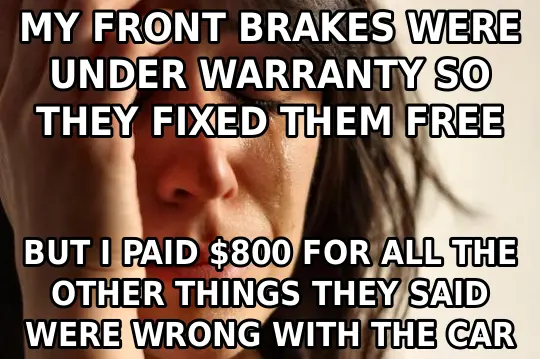 MY FRONT BRAKES WERE
UNDER WARRANTY SO
THEY FIXED THEM FREE
BUT I PAID $800 FOR ALL THE
OTHER THINGS THEY SAID
WERE WRONG WITH THE CAR